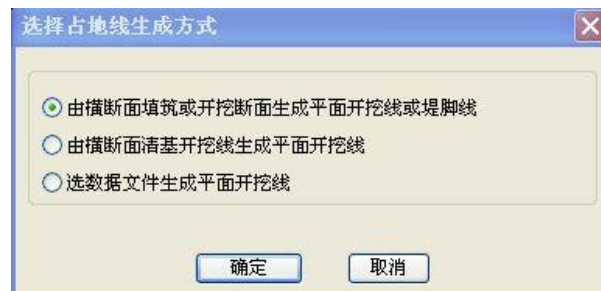 选择占地线生成方式
由横断面填筑或开挖断面生成平面开挖线或堤脚线
由横断面清基开挖线生成平面开挖线
选数据文件生成平面开挖线
确定 取消